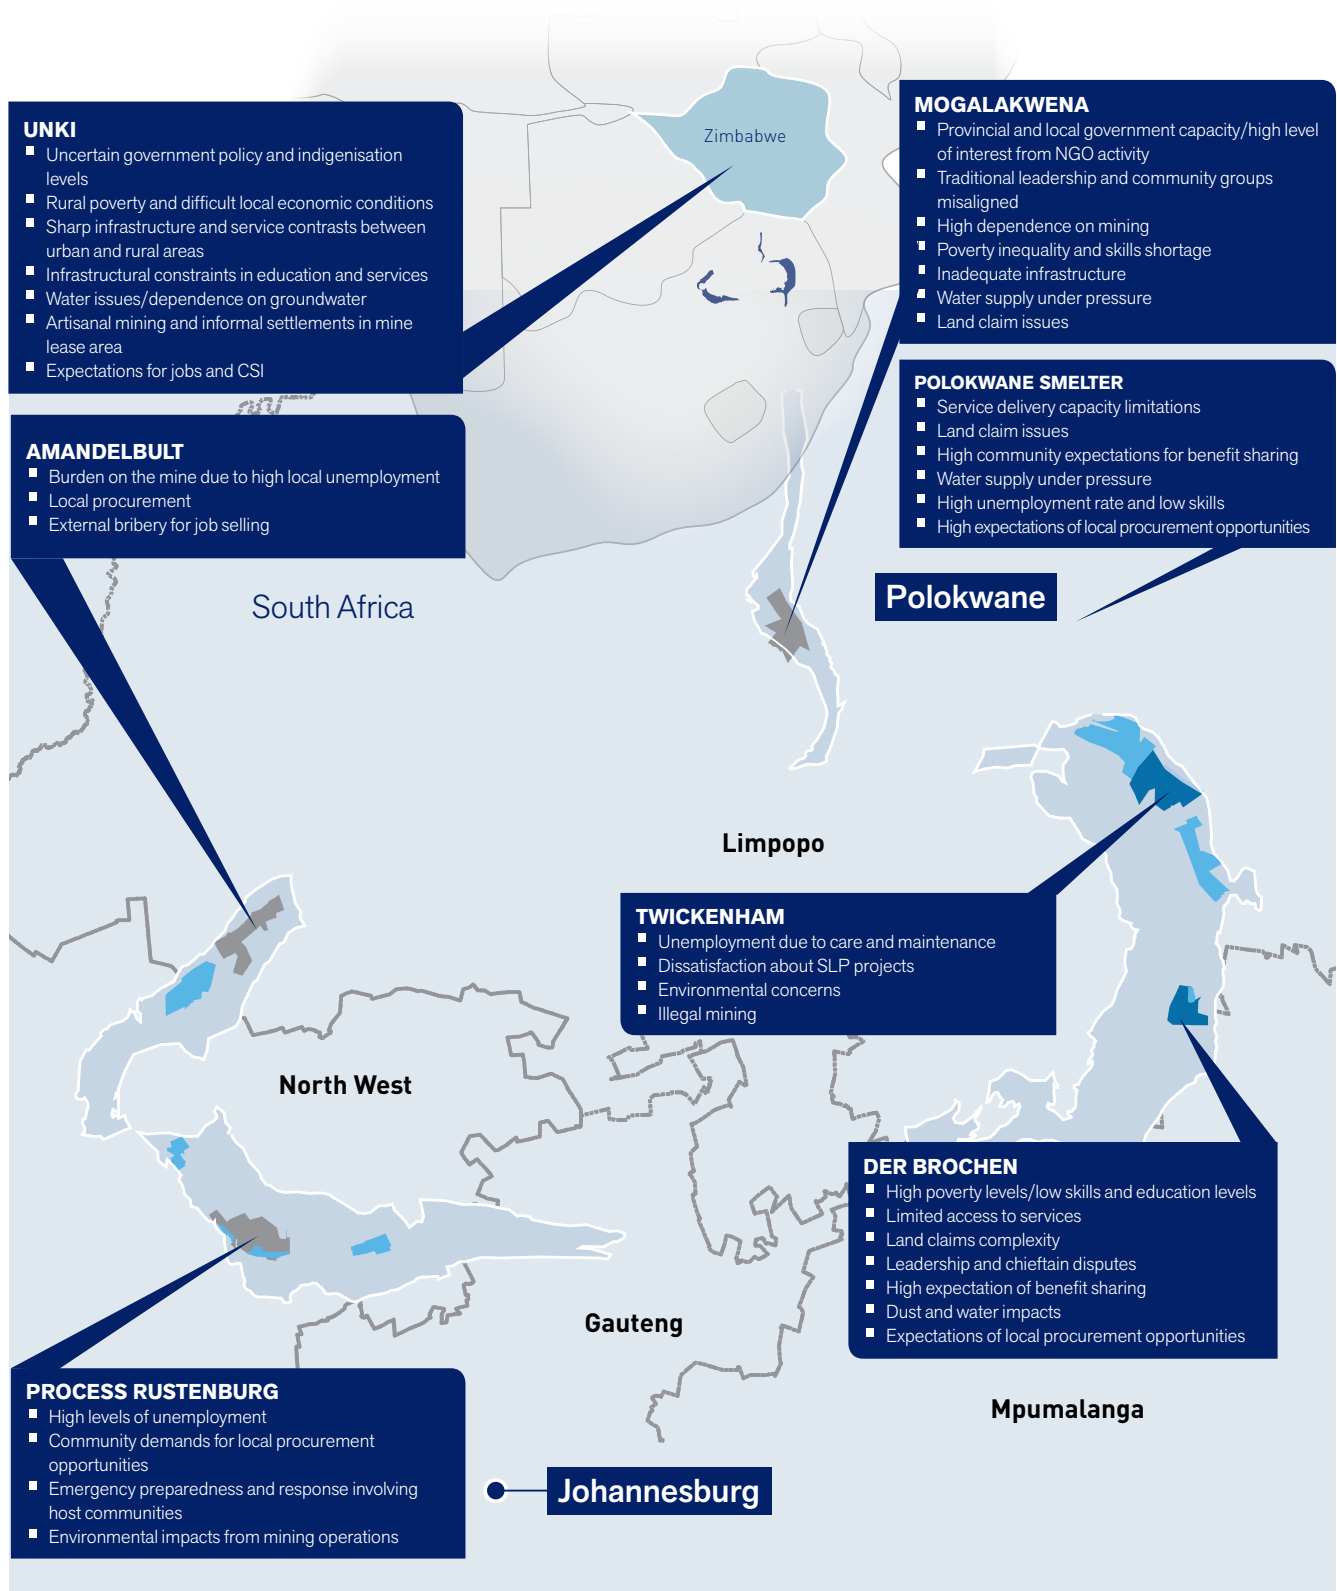 UNKI
Uncertain government policy and indigenisation
levels
Rural poverty and difficult local economic conditions
Sharp infrastructure and service contrasts between
urban and rural areas
Infrastructural constraints in education and services
Water issues/dependence on groundwater
Artisanal mining and informal settlements in mine
lease area
Expectations for jobs and CSI
Zimbabwe
MOGALAKWENA
Provincial and local government capacity/high level
of interest from NGO activity
Traditional leadership and community groups
misaligned
High dependence on mining
Poverty inequality and skills shortage
Inadequate infrastructure
Water supply under pressure
Land claim issues
POLOKWANE SMELTER
Service delivery capacity limitations
Land claim issues
High community expectations for benefit sharing
Water supply under pressure
High unemployment rate and low skills
High expectations of local procurement opportunities
AMANDELBULT
Burden on the mine due to high local unemployment
Local procurement
External bribery for job selling
South Africa
Polokwane
Limpopo
TWICKENHAM
Unemployment due to care and maintenance
Dissatisfaction about SLP projects
Environmental concerns
Illegal mining
North West
DER BROCHEN
High poverty levels/low skills and education levels
Limited access to services
Land claims complexity
Leadership and chieftain disputes
High expectation of benefit sharing
Dust and water impacts
Expectations of local procurement opportunities
Gauteng
Mpumalanga
PROCESS RUSTENBURG
High levels of unemployment
Community demands for local procurement
opportunities
Emergency preparedness and response involving
host communities
Environmental impacts from mining operations
Johannesburg